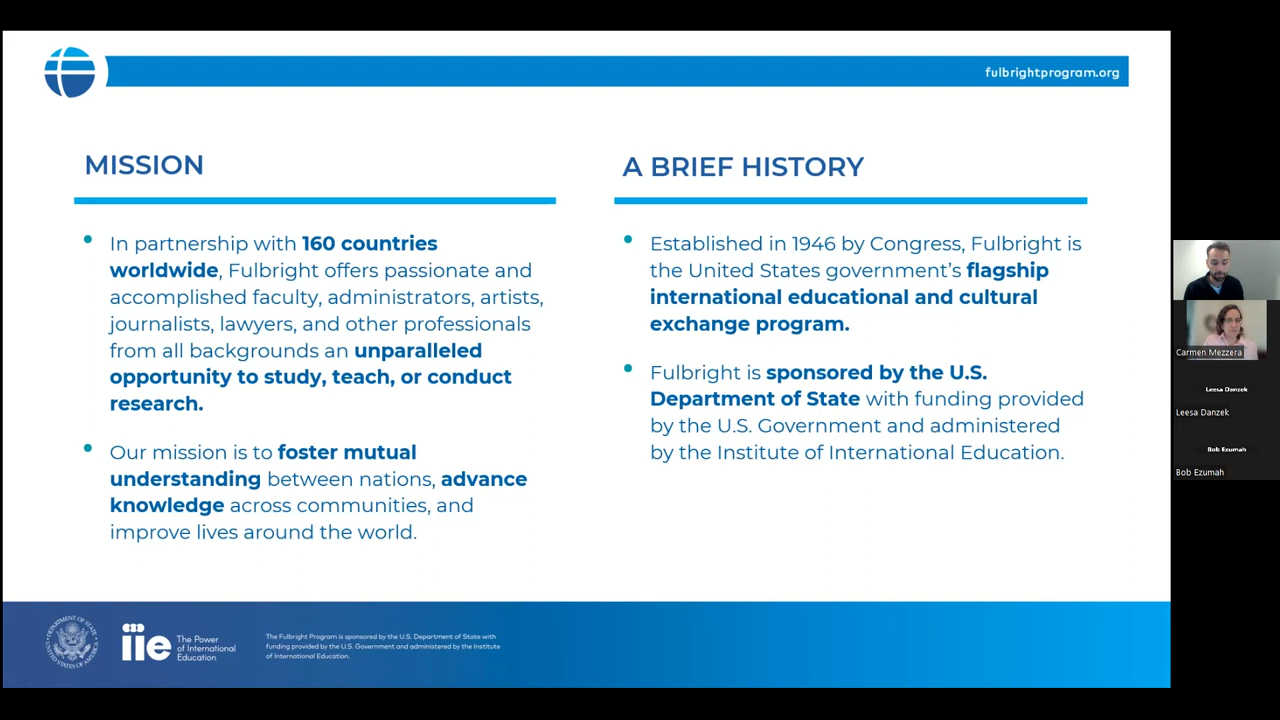 fulbrightprogram.org
MISSION
In partnership with 160 countries
worldwide, Fulbright offers passionate and
accomplished faculty, administrators, artists,
journalists, lawyers, and other professionals
from all backgrounds an unparalleled
opportunity to study, teach, or conduct
research.
Our mission is to foster mutual
understanding between nations, advance
knowledge across communities, and
improve lives around the world.
A BRIEF HISTORY
Established in 1946 by Congress, Fulbright is
the United States government’s flagship
international educational and cultural
exchange program.
Fulbright is sponsored by the U.S.
Department of State with funding provided
by the U.S. Government and administered
by the Institute of International Education.
Carmen Mezzera
Leesa Danzek
Leesa Danzek
Bob Ezumah
Bob Ezumah
DEPARTMENT OF STATE
UNITED STATES OF AMERICA
iie
The Power
of International
Education
The Fulbright Program is sponsored by the U.S. Department of State with
funding provided by the U.S. Government and administered by the Institute
of International Education.